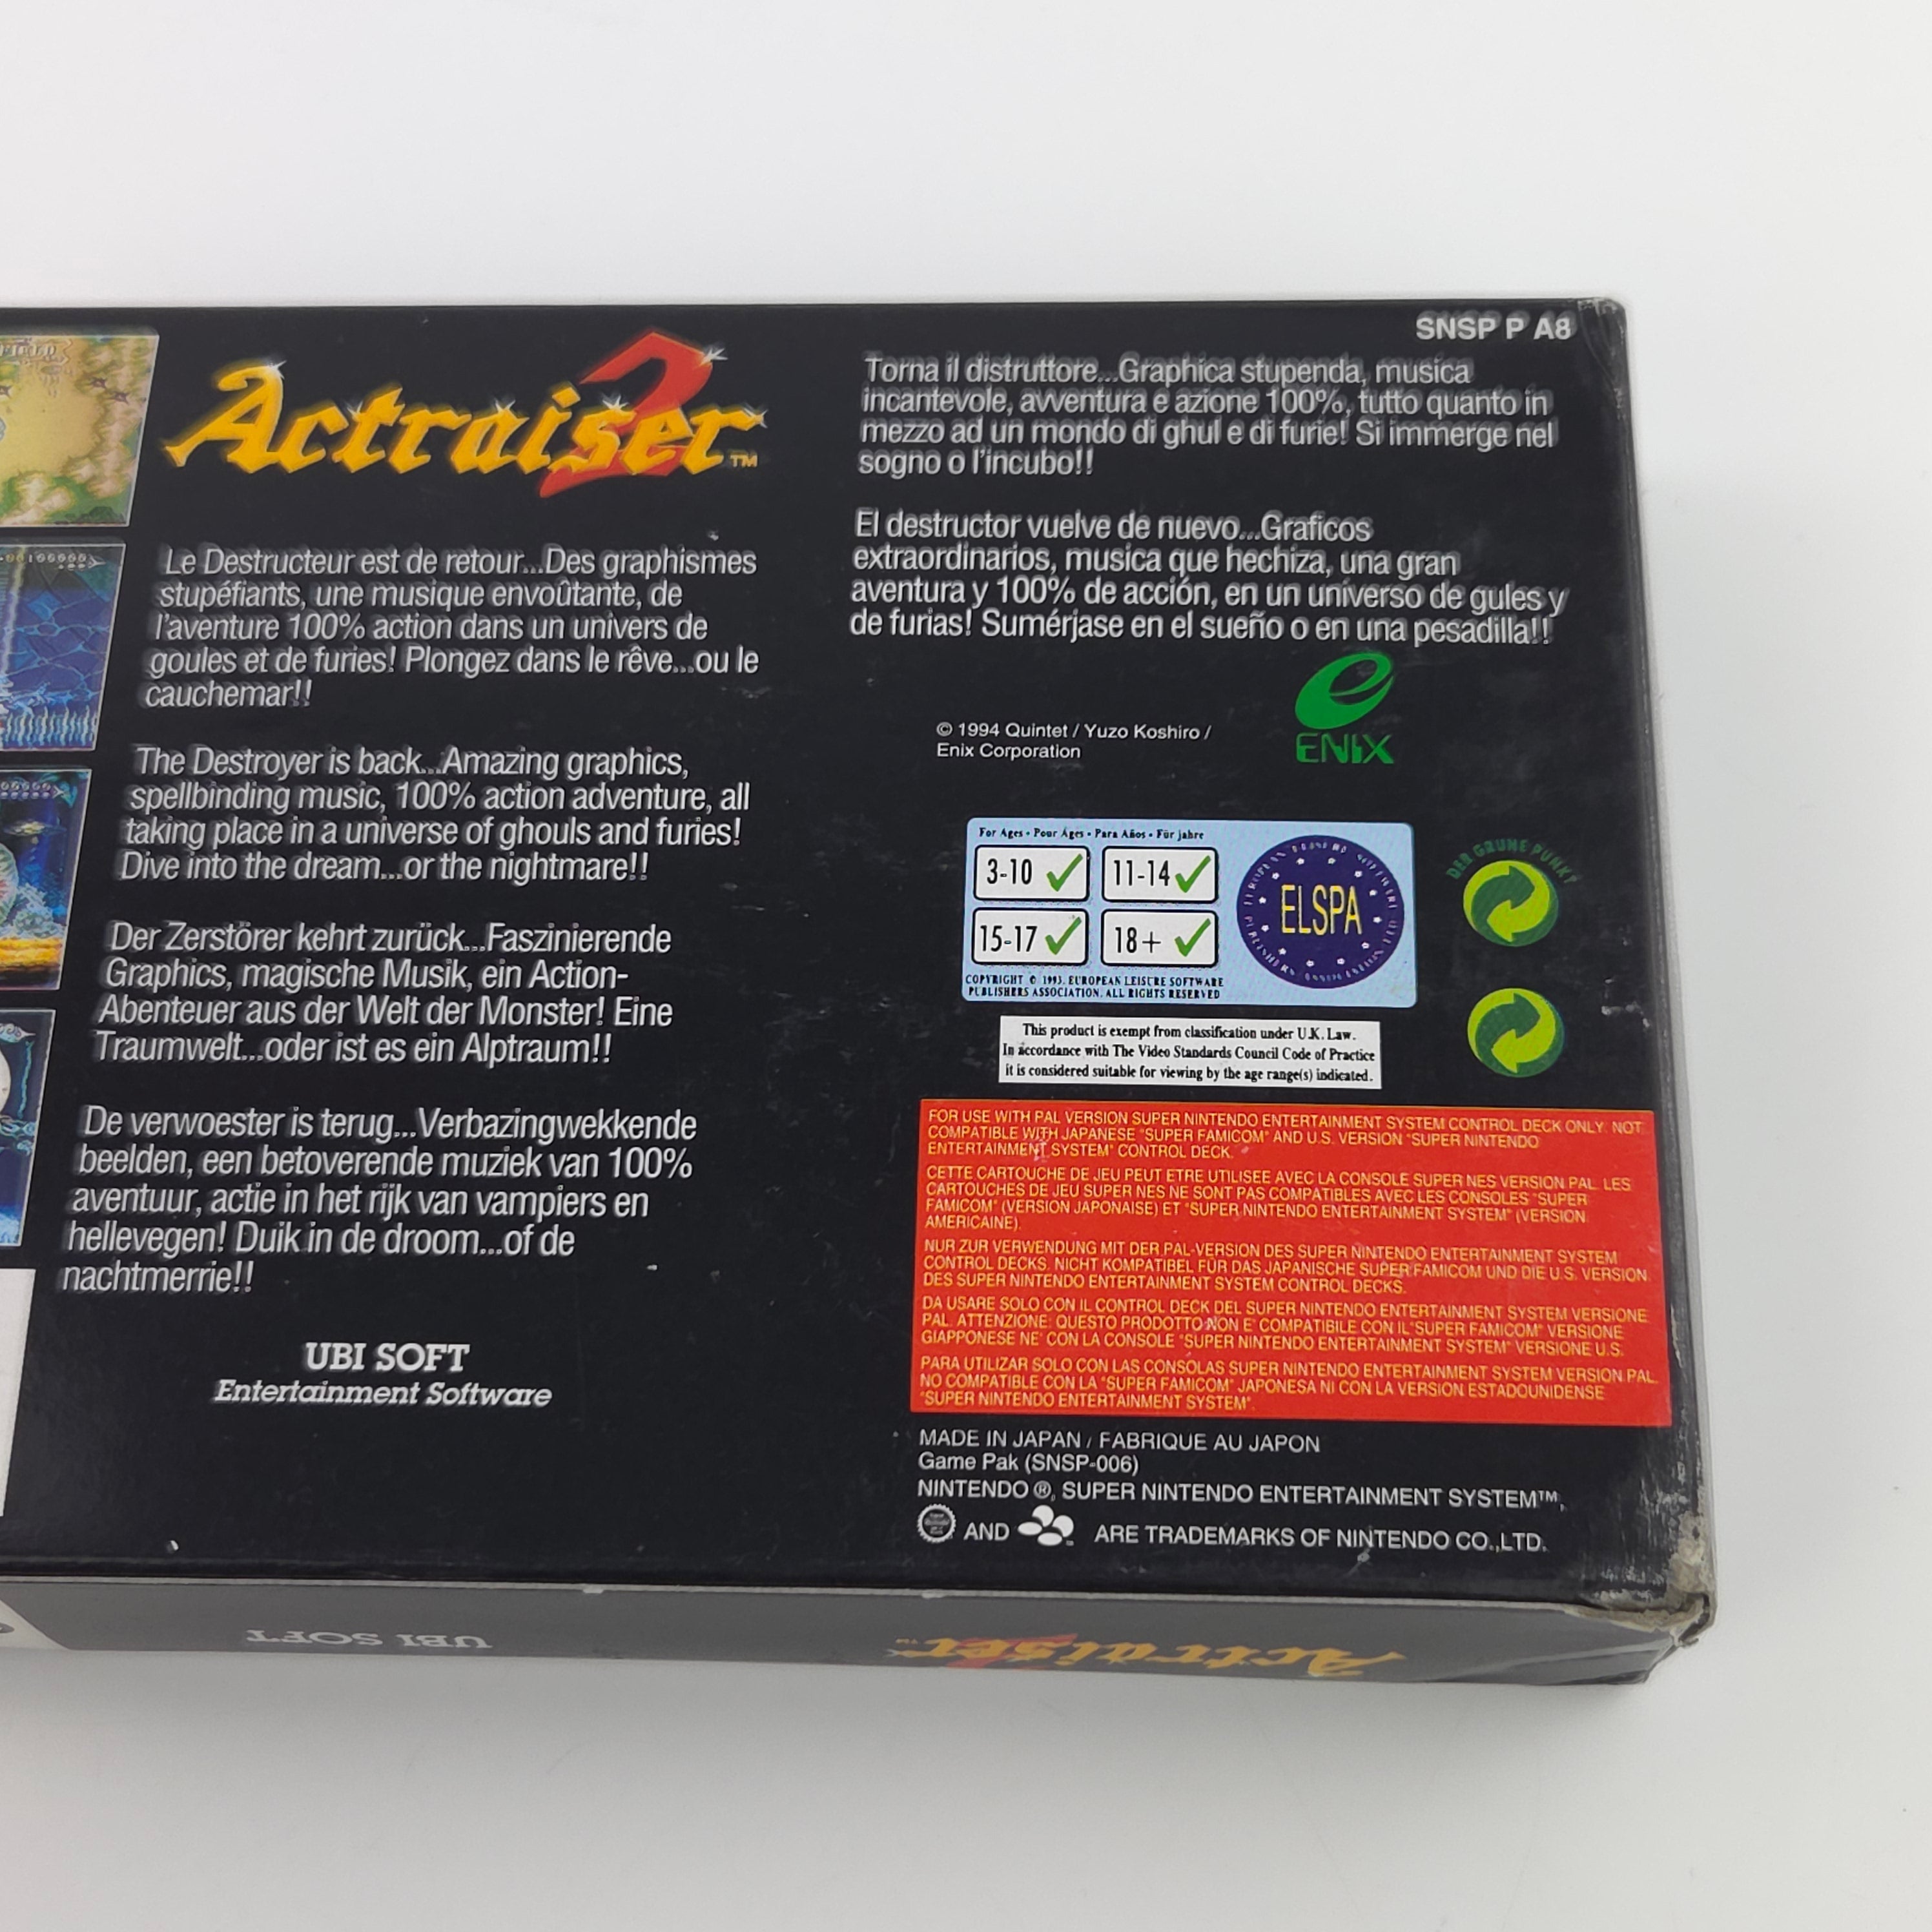 Actraiser 2 ™
Le Destructeur est de retour...Des graphismes
stupéfiants, une musique envoûtante, de
l'aventure 100% action dans un univers de
goules et de furies! Plongez dans le rêve...ou le
cauchemar!!
The Destroyer is back...Amazing graphics,
spellbinding music, 100% action adventure, all
taking place in a universe of ghouls and furies!
Dive into the dream...or the nightmare!!
Der Zerstörer kehrt zurück...Faszinierende
Graphics, magische Musik, ein Action-
Abenteuer aus der Welt der Monster! Eine
Traumwelt...oder ist es ein Alptraum!!
De verwoester is terug...Verbazingwekkende
beelden, een betoverende muziek van 100%
aventuur, actie in het rijk van vampiers en
hellevegen! Duik in de droom...of de
nachtmerrie!!
UBI SOFT
Entertainment Software
SNSP P A8
Torna il distruttore...Graphica stupenda, musica
incantevole, avventura e azione 100%, tutto quanto in
mezzo ad un mondo di ghul e di furie! Si immerge nel
sogno o l'incubo!!
El destructor vuelve de nuevo...Graficos
extraordinarios, musica que hechiza, una gran
aventura y 100% de acción, en un universo de gules y
de furias! Sumérjase en el sueño o en una pesadilla!!
© 1994 Quintet / Yuzo Koshiro /
Enix Corporation
ENIX
For Ages • Pour Ages • Para Años • Für jahre
3-10 11-14
15-17 18+
ELSPA
COPYRIGHT © 1993. EUROPEAN LEISURE SOFTWARE
PUBLISHERS ASSOCIATION. ALL RIGHTS RESERVED
DER GRÜNE PUNKT
This product is exempt from classification under U.K. Law.
In accordance with The Video Standards Council Code of Practice
it is considered suitable for viewing by the age range(s) indicated.
FOR USE WITH PAL VERSION SUPER NINTENDO ENTERTAINMENT SYSTEM CONTROL DECK ONLY. NOT
COMPATIBLE WITH JAPANESE "SUPER FAMICOM" AND U.S. VERSION "SUPER NINTENDO
ENTERTAINMENT SYSTEM" CONTROL DECK.
CETTE CARTOUCHE DE JEU PEUT ETRE UTILISEE AVEC LA CONSOLE SUPER NES VERSION PAL. LES
CARTOUCHES DE JEU SUPER NES NE SONT PAS COMPATIBLES AVEC LES CONSOLES "SUPER
FAMICOM" (VERSION JAPONAISE) ET "SUPER NINTENDO ENTERTAINMENT SYSTEM" (VERSION
AMERICAINE).
NUR ZUR VERWENDUNG MIT DER PAL-VERSION DES SUPER NINTENDO ENTERTAINMENT SYSTEM
CONTROL DECKS. NICHT KOMPATIBEL FÜR DAS JAPANISCHE SUPER FAMICOM UND DIE U.S. VERSION
DES SUPER NINTENDO ENTERTAINMENT SYSTEM CONTROL DECKS.
DA USARE SOLO CON IL CONTROL DECK DEL SUPER NINTENDO ENTERTAINMENT SYSTEM VERSIONE
PAL. ATTENZIONE: QUESTO PRODOTTO NON E' COMPATIBILE CON IL "SUPER FAMICOM" VERSIONE
GIAPPONESE NE' CON LA CONSOLE "SUPER NINTENDO ENTERTAINMENT SYSTEM" VERSIONE U.S.
PARA UTILIZAR SOLO CON LAS CONSOLAS SUPER NINTENDO ENTERTAINMENT SYSTEM VERSION PAL.
NO COMPATIBLE CON LA "SUPER FAMICOM" JAPONESA NI CON LA VERSION ESTADOUNIDENSE
"SUPER NINTENDO ENTERTAINMENT SYSTEM".
MADE IN JAPAN / FABRIQUE AU JAPON
Game Pak (SNSP-006)
NINTENDO ®, SUPER NINTENDO ENTERTAINMENT SYSTEM™,
AND ARE TRADEMARKS OF NINTENDO CO.,LTD.
UBI SOFT
Actraiser 2 ™